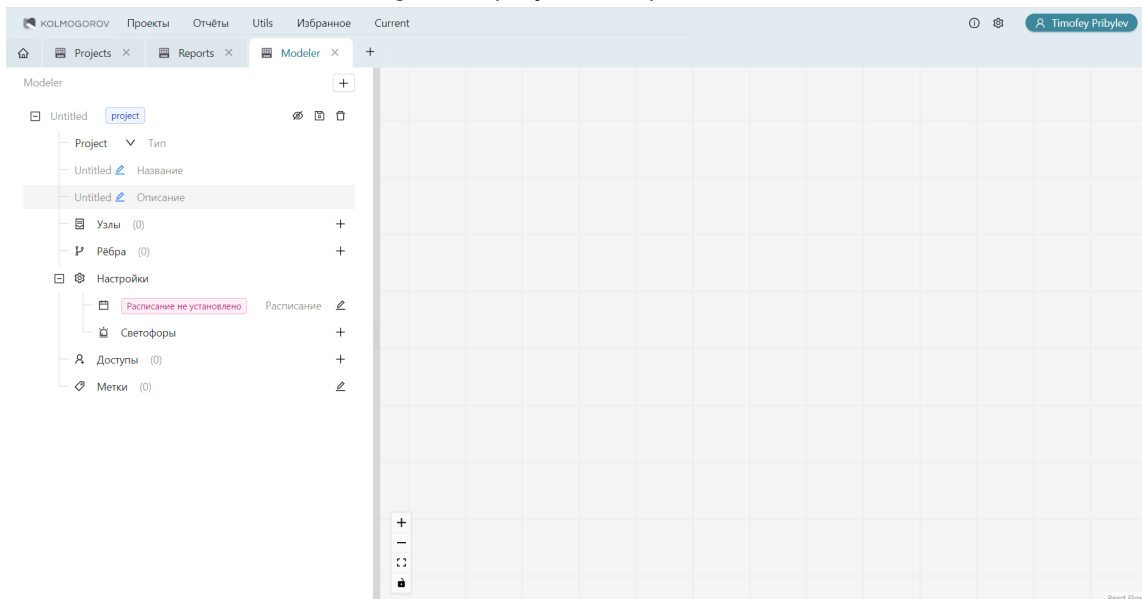 KOLMOGOROV Проекты Отчёты Utils Избранное Current Timofey Pribylev
Projects Reports Modeler
Modeler
Untitled project
Project Тип
Untitled Название
Untitled Описание
Узлы (0)
Рёбра (0)
Настройки
Расписание не установлено Расписание
Светофоры
Доступы (0)
Метки (0)